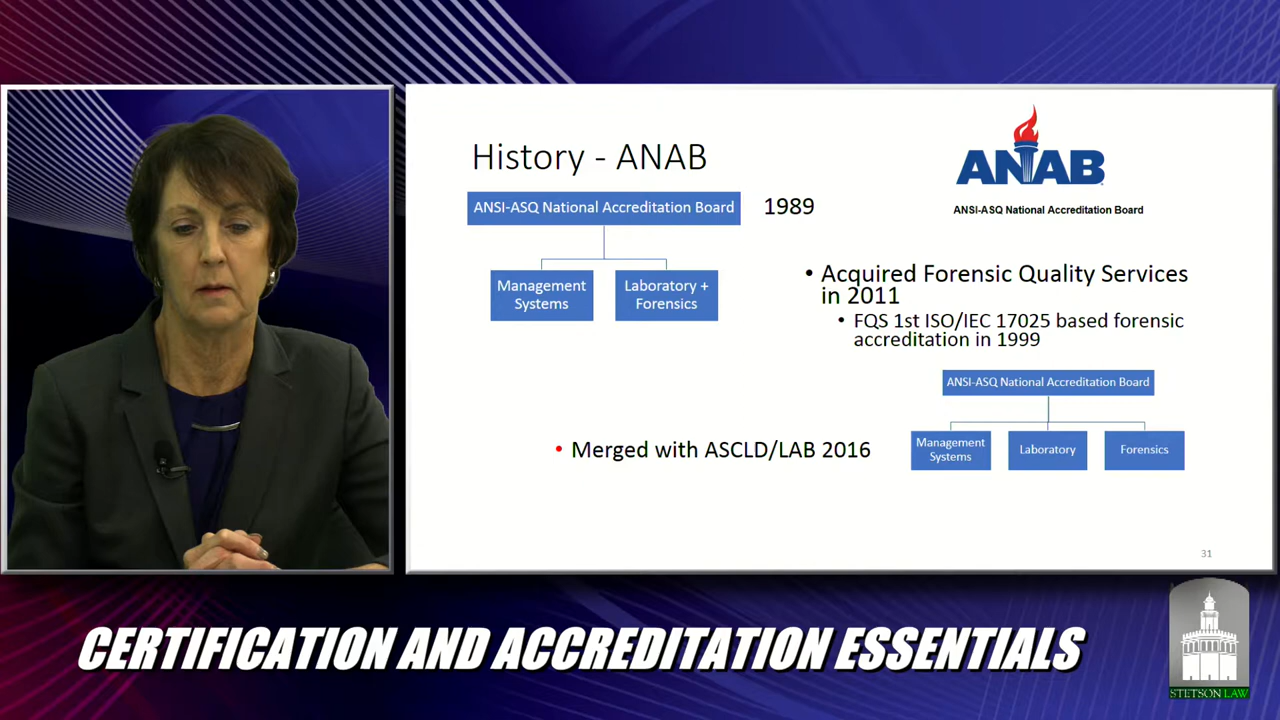 History - ANAB
ANAB
ANSI-ASQ National Accreditation Board
ANSI-ASQ National Accreditation Board
1989
Management
Systems
Laboratory +
Forensics
• Acquired Forensic Quality Services
in 2011
• FQS 1st ISO/IEC 17025 based forensic
accreditation in 1999
ANSI-ASQ National Accreditation Board
Management
Systems
Laboratory
Forensics
• Merged with ASCLD/LAB 2016
31
CERTIFICATION AND ACCREDITATION ESSENTIALS
STETSON LAW